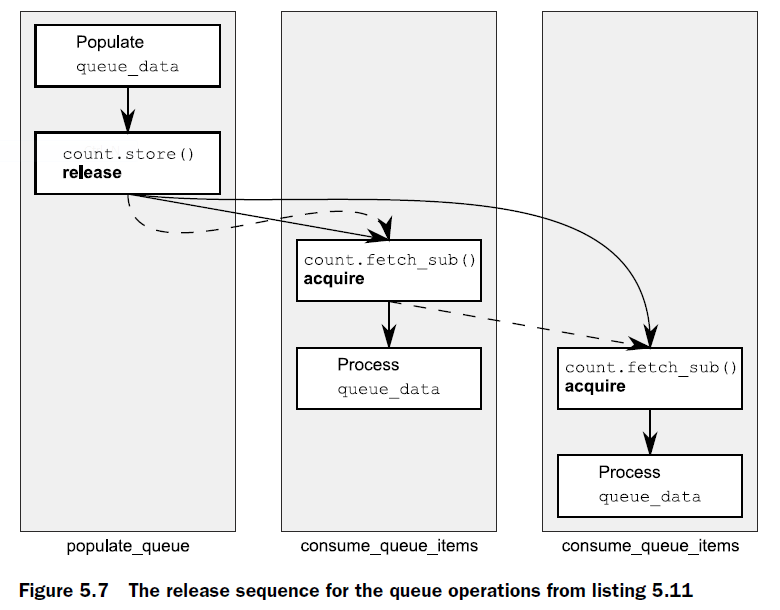 Populate
queue_data
count.store()
release
count.fetch_sub()
acquire
Process
queue_data
count.fetch_sub()
acquire
Process
queue_data
populate_queue
consume_queue_items
consume_queue_items
Figure 5.7 The release sequence for the queue operations from listing 5.11